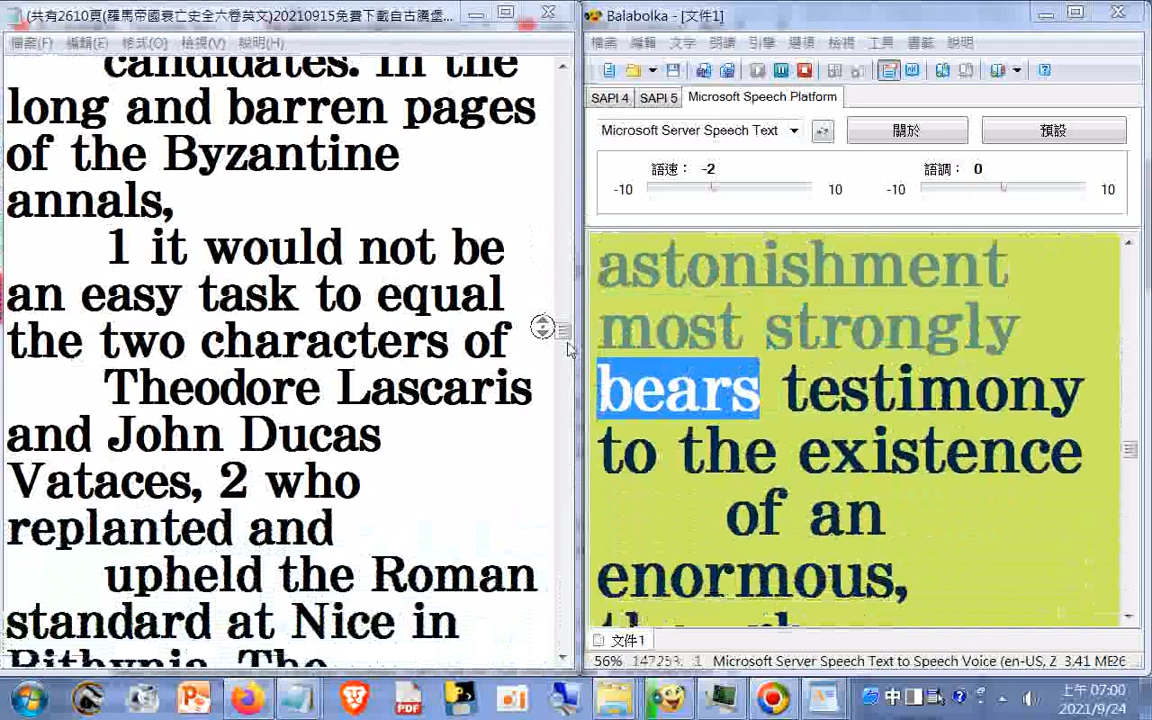 (共有2610頁(羅馬帝國衰亡史全六卷英文)20210915免費下載自古騰堡...
檔案(F) 編輯(E) 格式(O) 檢視(V) 說明(H)
candidates. In the
long and barren pages
of the Byzantine
annals,
1 it would not be
an easy task to equal
the two characters of
Theodore Lascaris
and John Ducas
Vataces, 2 who
replanted and
upheld the Roman
standard at Nice in
Bithynia. The
Balabolka - [文件1]
檔案 編輯 文字 朗讀 引擎 選項 檢視 工具 書籤 說明
SAPI 4 SAPI 5 Microsoft Speech Platform
Microsoft Server Speech Text 關於 預設
語速： -2 語調： 0
-10 10 -10 10
astonishment
most strongly
bears testimony
to the existence
of an
enormous,
文件1
56% 147253: 1 Microsoft Server Speech Text to Speech Voice (en-US, Z 3.41 ME26
中
上午 07:00
2021/9/24